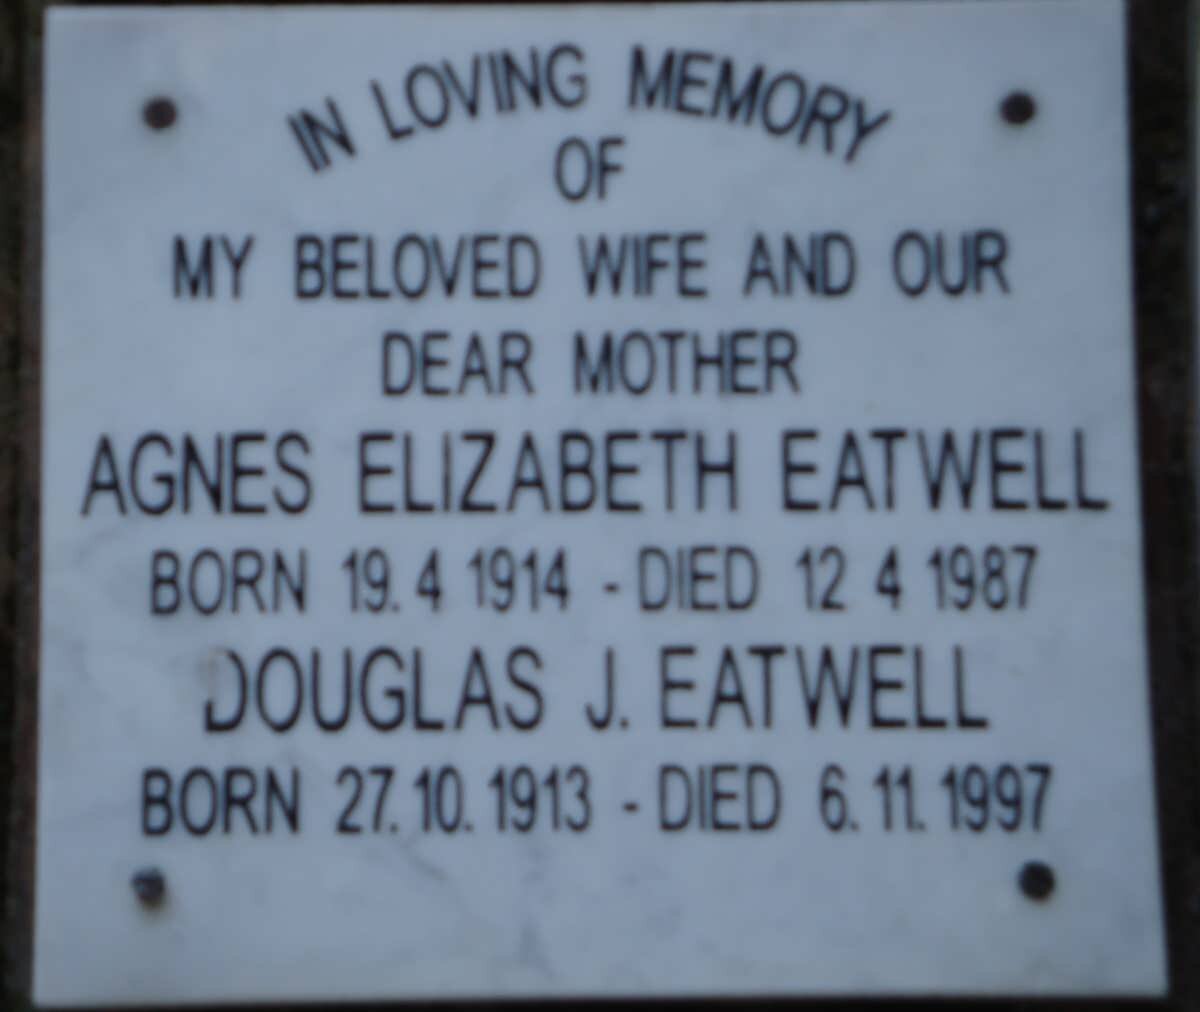 IN LOVING MEMORY
OF
MY BELOVED WIFE AND OUR
DEAR MOTHER
AGNES ELIZABETH EATWELL
BORN 19.4 1914 - DIED 12 4 1987
DOUGLAS J. EATWELL
BORN 27.10.1913 - DIED 6.11.1997